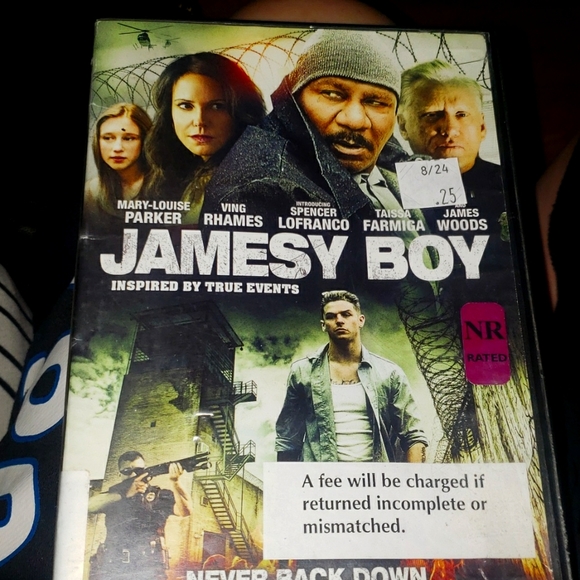 8/24
.25
MARY-LOUISE
PARKER
VING
RHAMES
INTRODUCING
SPENCER
LOFRANCO
TAISSA
FARMIGA
JAMES
WOODS
JAMESY BOY
INSPIRED BY TRUE EVENTS
NR
RATED
A fee will be charged if
returned incomplete or
mismatched.
NEVER BACK DOWN